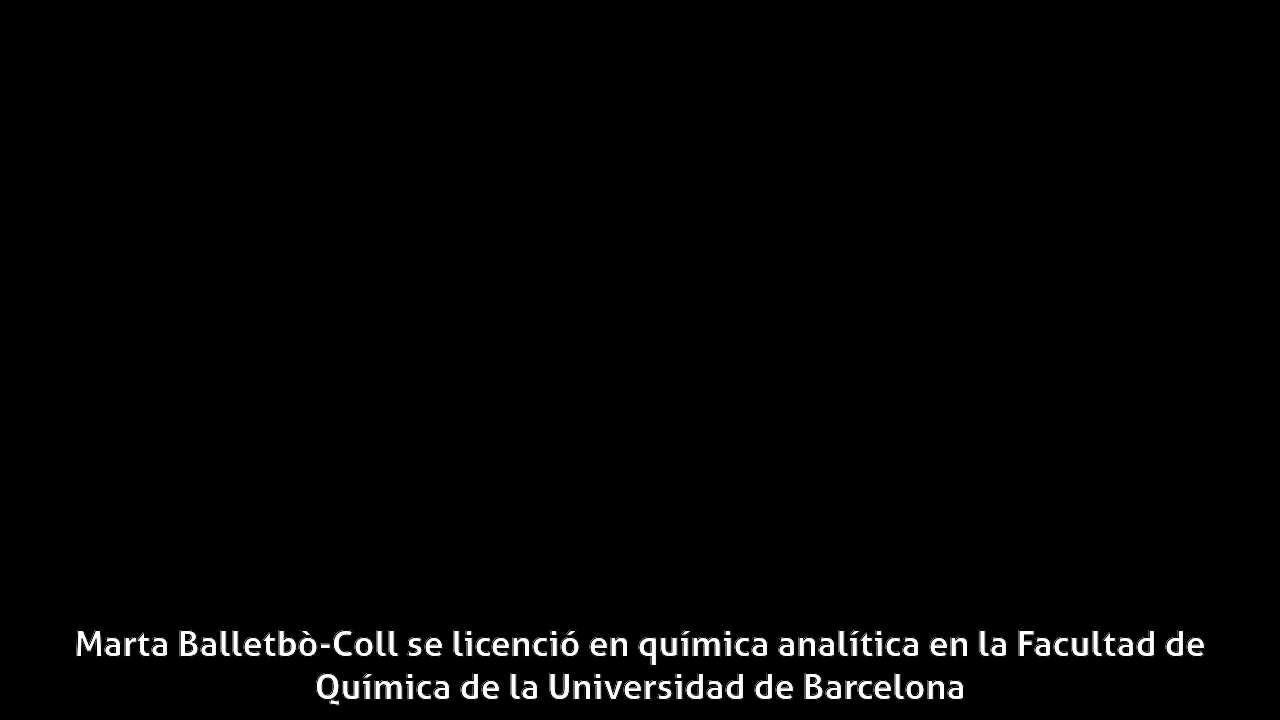 Marta Balletbò-Coll se licenció en química analítica en la Facultad de
Química de la Universidad de Barcelona